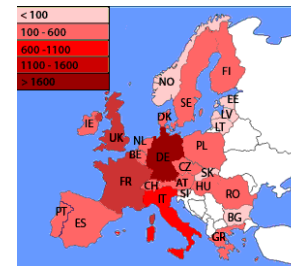 < 100
100 - 600
600 -1100
1100 - 1600
> 1600
NO
FI
SE
EE
LV
LT
DK
IE
UK
NL
BE
DE
PL
CZ
SK
FR
CH
AT
HU
SI
RO
IT
BG
PT
ES
GR